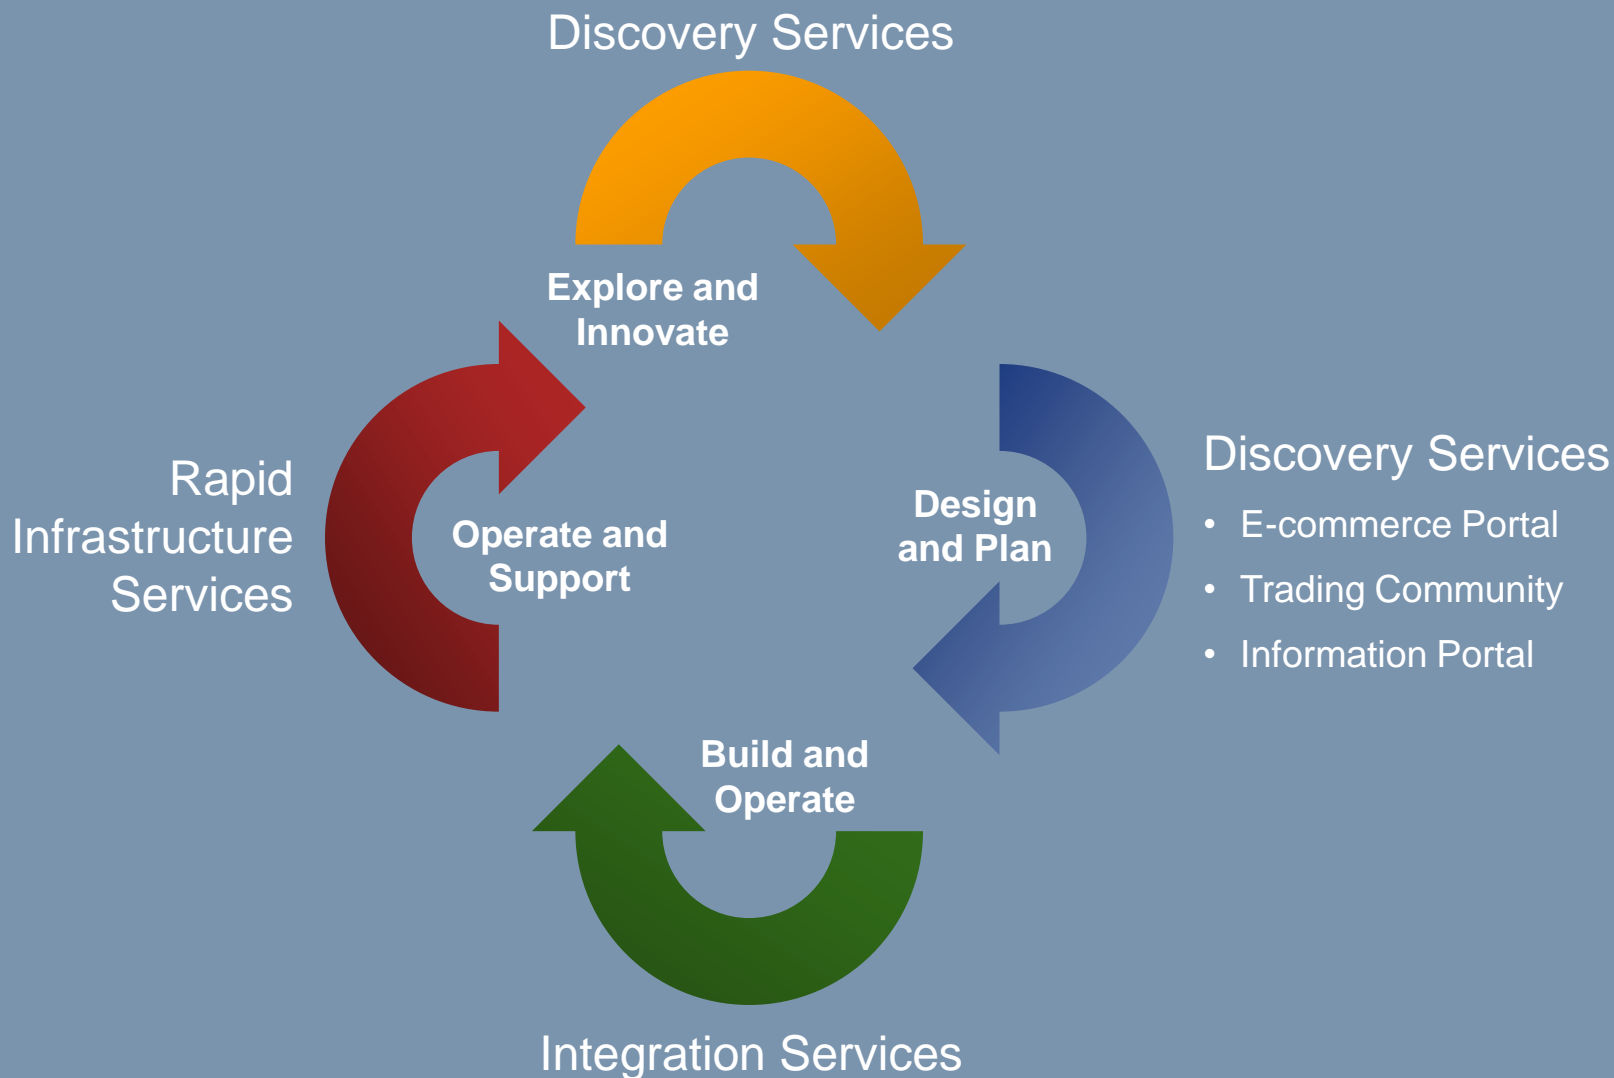 Discovery Services
Explore and
Innovate
Rapid
Infrastructure
Services
Operate and
Support
Design
and Plan
Discovery Services
• E-commerce Portal
• Trading Community
• Information Portal
Build and
Operate
Integration Services